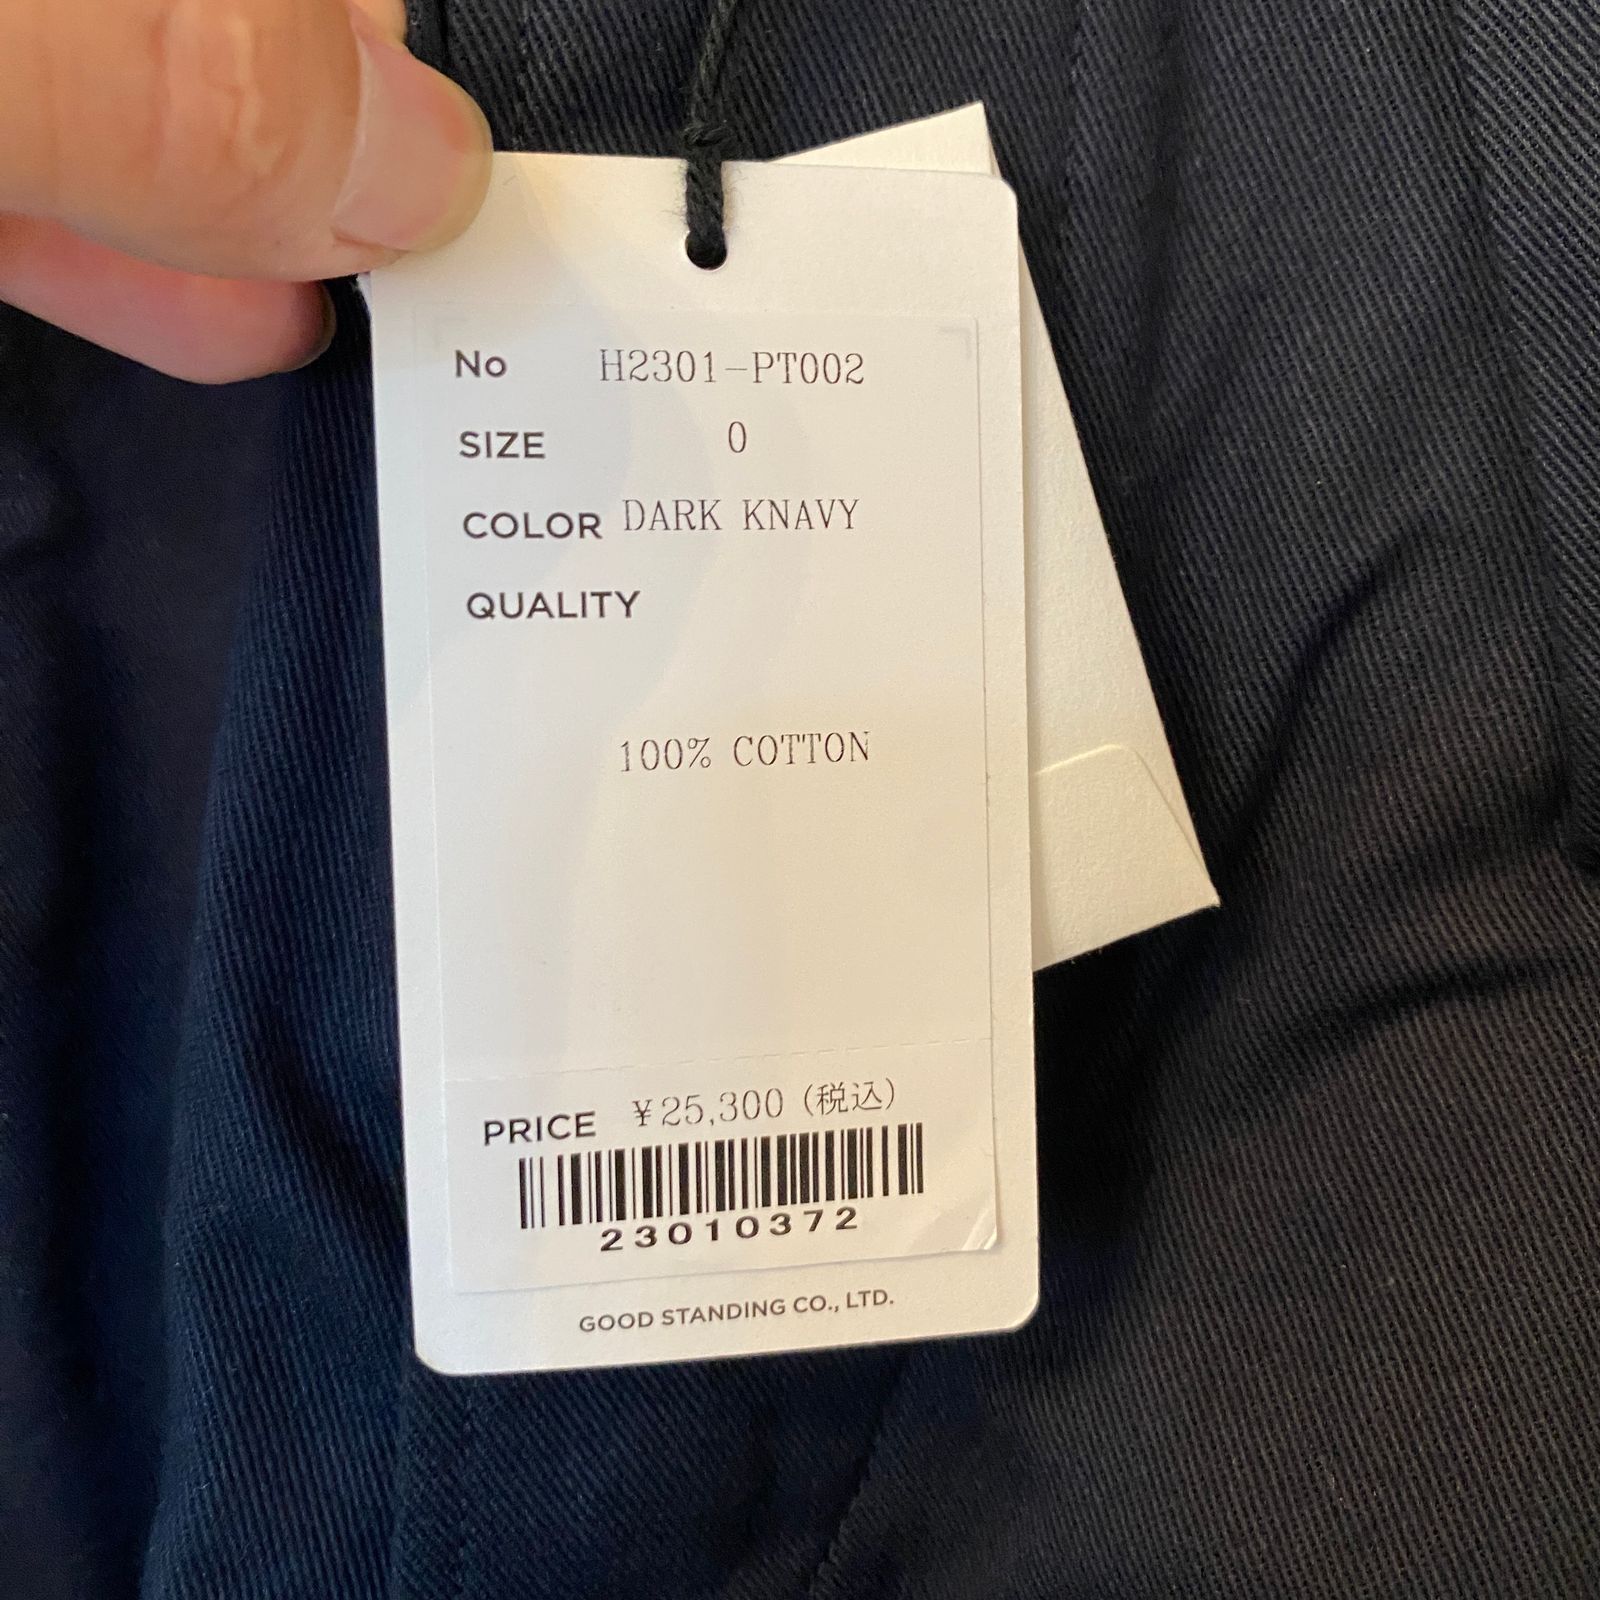 No H2301-PT002
SIZE 0
COLOR DARK KNAVY
QUALITY
100% COTTON
PRICE ¥25,300 (税込)
23010372
GOOD STANDING CO., LTD.